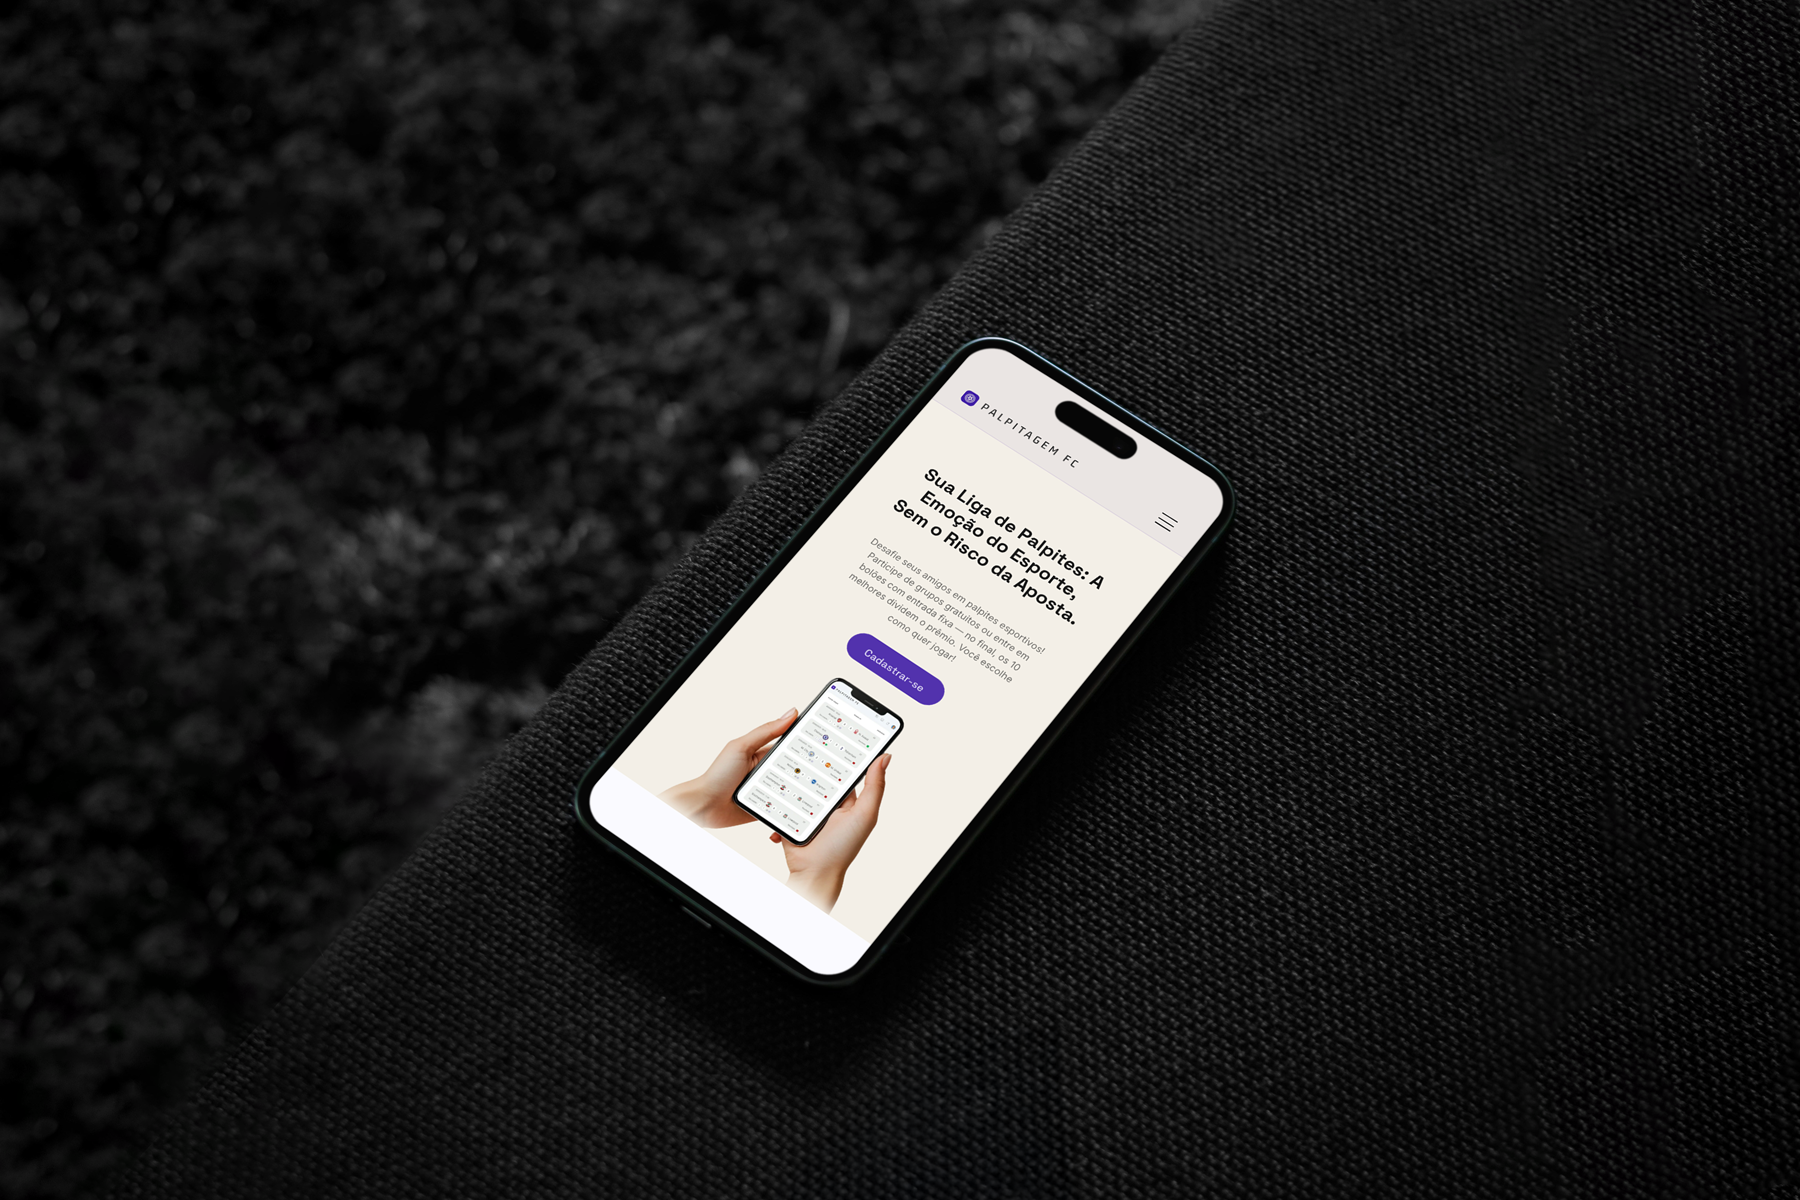 PALPITAGEM FC
Sua Liga de Palpites: A
Emoção do Esporte,
Sem o Risco da Aposta.
Desafie seus amigos em palpites esportivos!
Participe de grupos gratuitos ou entre em
bolões com entrada fixa — no final, os 10
melhores dividem o prêmio. Você escolhe
como quer jogar!
Cadastrar-se